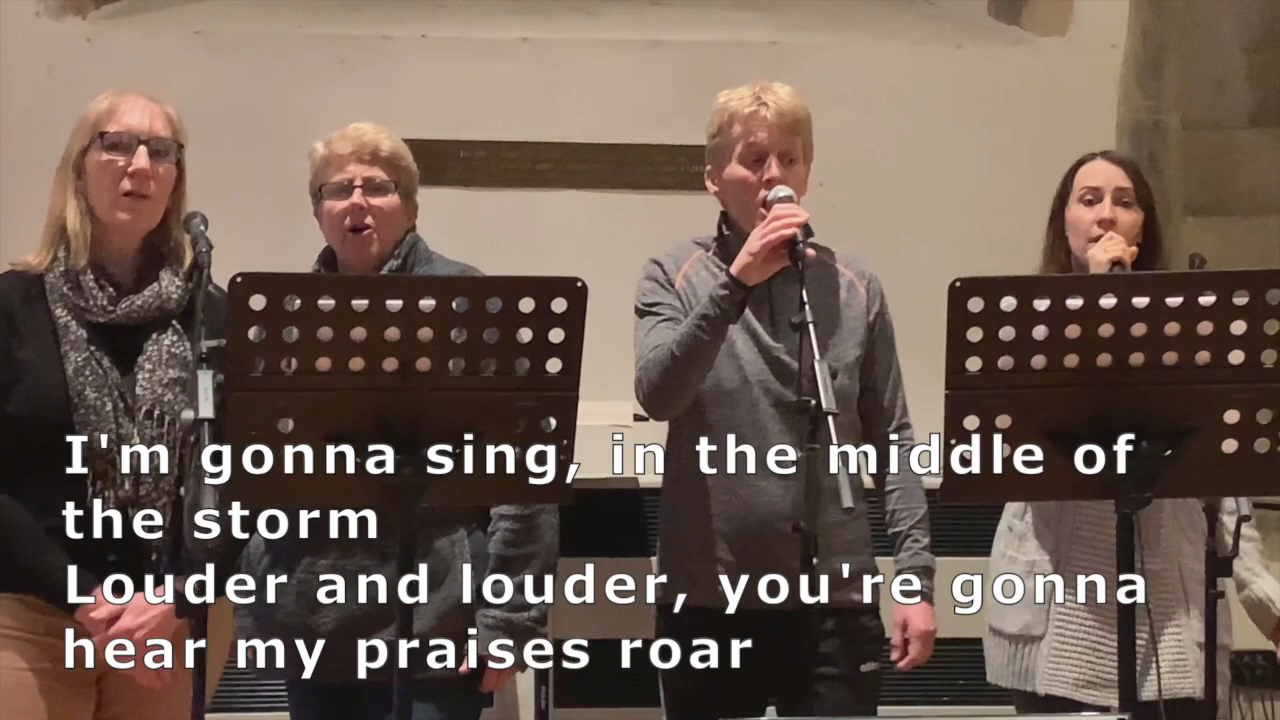 I'm gonna sing, in the middle of
the storm
Louder and louder, you're gonna
hear my praises roar